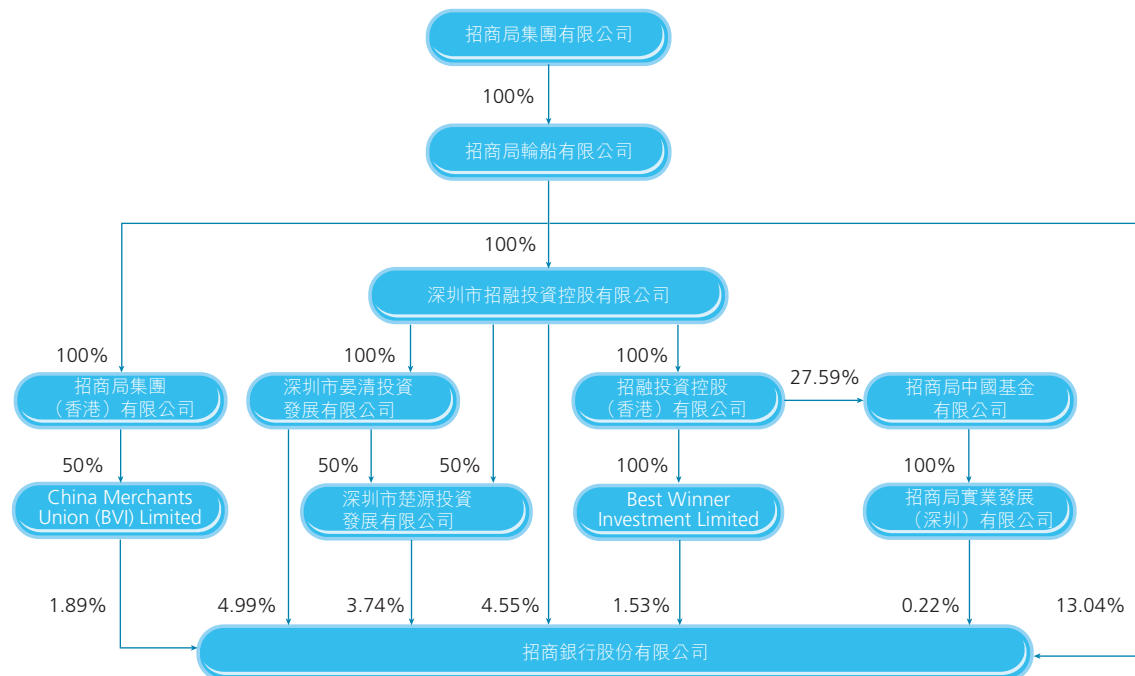 招商局集團有限公司
100%
招商局輪船有限公司
100%
深圳市招融投資控股有限公司
100%
100%
100%
招商局集團
（香港）有限公司
深圳市晏清投資
發展有限公司
招融投資控股
（香港）有限公司
27.59%
招商局中國基金
有限公司
50%
50%
50%
100%
100%
China Merchants
Union (BVI) Limited
深圳市楚源投資
發展有限公司
Best Winner
Investment Limited
招商局實業發展
（深圳）有限公司
1.89%
4.99%
3.74%
4.55%
1.53%
0.22%
13.04%
招商銀行股份有限公司